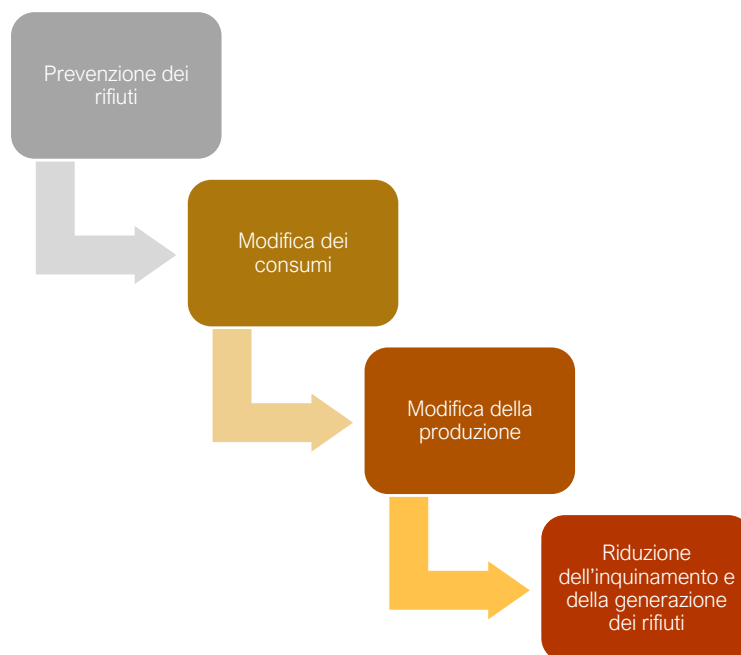 Prevenzione dei
rifiuti
Modifica dei
consumi
Modifica della
produzione
Riduzione
dell'inquinamento e
della generazione
dei rifiuti